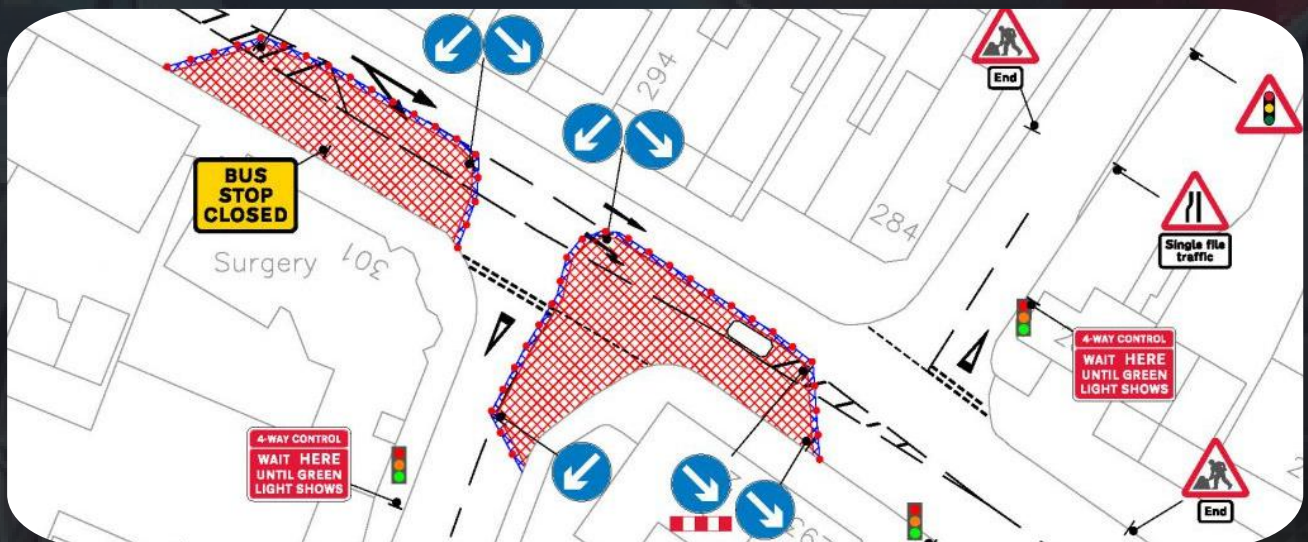 294
End
BUS
STOP
CLOSED
Surgery
301
284
Single file
traffic
4-WAY CONTROL
WAIT HERE
UNTIL GREEN
LIGHT SHOWS
4-WAY CONTROL
WAIT HERE
UNTIL GREEN
LIGHT SHOWS
End